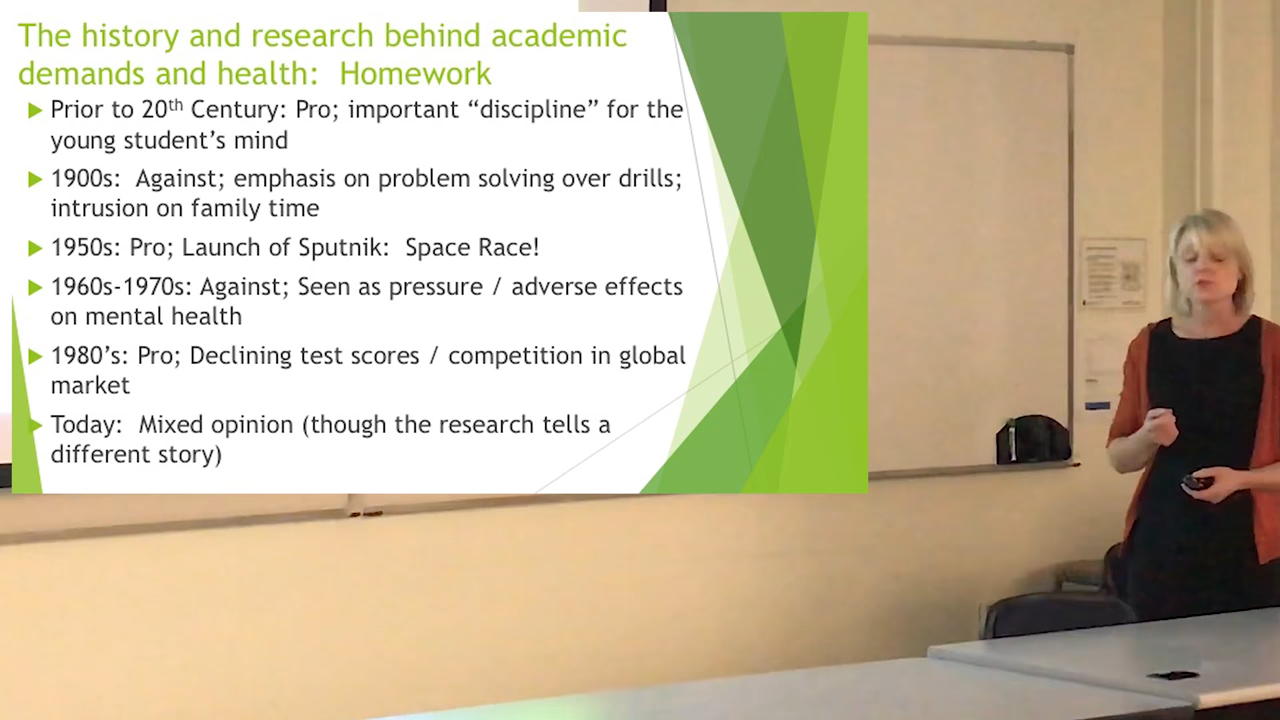 The history and research behind academic
demands and health:  Homework
Prior to 20th Century: Pro; important “discipline” for the
young student’s mind
1900s:  Against; emphasis on problem solving over drills;
intrusion on family time
1950s: Pro; Launch of Sputnik:  Space Race!
1960s-1970s: Against; Seen as pressure / adverse effects
on mental health
1980’s: Pro; Declining test scores / competition in global
market
Today:  Mixed opinion (though the research tells a
different story)